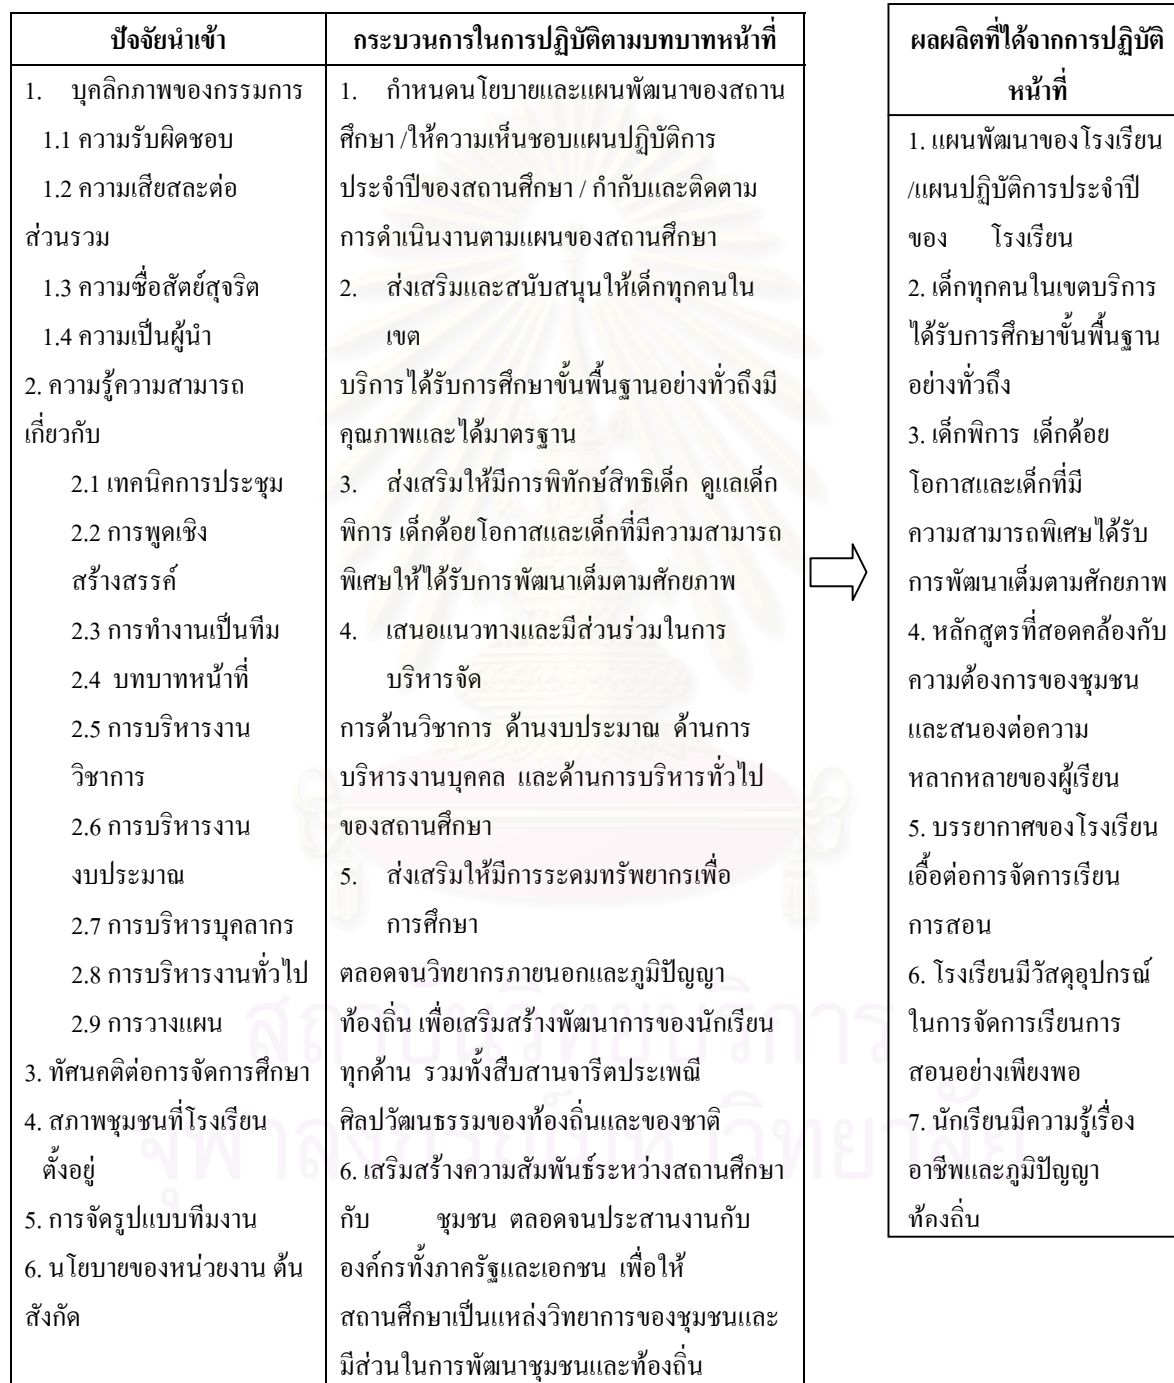 ปัจจัยนำเข้า
1. บุคลิกภาพของกรรมการ
1.1 ความรับผิดชอบ
1.2 ความเสียสละต่อ
ส่วนรวม
1.3 ความซื่อสัตย์สุจริต
1.4 ความเป็นผู้นำ
2. ความรู้ความสามารถ
เกี่ยวกับ
2.1 เทคนิคการประชุม
2.2 การพูดเชิง
สร้างสรรค์
2.3 การทำงานเป็นทีม
2.4 บทบาทหน้าที่
2.5 การบริหารงาน
วิชาการ
2.6 การบริหารงาน
งบประมาณ
2.7 การบริหารบุคลากร
2.8 การบริหารงานทั่วไป
2.9 การวางแผน
3. ทัศนคติต่อการจัดการศึกษา
4. สภาพชุมชนที่โรงเรียน
ตั้งอยู่
5. การจัดรูปแบบทีมงาน
6. นโยบายของหน่วยงาน ต้น
สังกัด
กระบวนการในการปฏิบัติตามบทบาทหน้าที่
1. กำหนดนโยบายและแผนพัฒนาของสถาน
ศึกษา /ให้ความเห็นชอบแผนปฏิบัติการ
ประจำปีของสถานศึกษา / กำกับและติดตาม
การดำเนินงานตามแผนของสถานศึกษา
2. ส่งเสริมและสนับสนุนให้เด็กทุกคนใน
เขต
บริการได้รับการศึกษาขั้นพื้นฐานอย่างทั่วถึงมี
คุณภาพและได้มาตรฐาน
3. ส่งเสริมให้มีการพิทักษ์สิทธิเด็ก ดูแลเด็ก
พิการ เด็กด้อยโอกาสและเด็กที่มีความสามารถ
พิเศษให้ได้รับการพัฒนาเต็มตามศักยภาพ
4. เสนอแนวทางและมีส่วนร่วมในการ
บริหารจัด
การด้านวิชาการ ด้านงบประมาณ ด้านการ
บริหารงานบุคคล และด้านการบริหารทั่วไป
ของสถานศึกษา
5. ส่งเสริมให้มีการระดมทรัพยากรเพื่อ
การศึกษา
ตลอดจนวิทยากรภายนอกและภูมิปัญญา
ท้องถิ่น เพื่อเสริมสร้างพัฒนาการของนักเรียน
ทุกด้าน รวมทั้งสืบสานจารีตประเพณี
ศิลปวัฒนธรรมของท้องถิ่นและของชาติ
6. เสริมสร้างความสัมพันธ์ระหว่างสถานศึกษา
กับ ชุมชน ตลอดจนประสานงานกับ
องค์กรทั้งภาครัฐและเอกชน เพื่อให้
สถานศึกษาเป็นแหล่งวิทยาการของชุมชนและ
มีส่วนในการพัฒนาชุมชนและท้องถิ่น
ผลผลิตที่ได้จากการปฏิบัติ
หน้าที่
1. แผนพัฒนาของโรงเรียน
/แผนปฏิบัติการประจำปี
ของ โรงเรียน
2. เด็กทุกคนในเขตบริการ
ได้รับการศึกษาขั้นพื้นฐาน
อย่างทั่วถึง
3. เด็กพิการ เด็กด้อย
โอกาสและเด็กที่มี
ความสามารถพิเศษได้รับ
การพัฒนาเต็มตามศักยภาพ
4. หลักสูตรที่สอดคล้องกับ
ความต้องการของชุมชน
และสนองต่อความ
หลากหลายของผู้เรียน
5. บรรยากาศของโรงเรียน
เอื้อต่อการจัดการเรียน
การสอน
6. โรงเรียนมีวัสดุอุปกรณ์
ในการจัดการเรียนการ
สอนอย่างเพียงพอ
7. นักเรียนมีความรู้เรื่อง
อาชีพและภูมิปัญญา
ท้องถิ่น
สถาบันวิทยบริการ
จุฬาลงกรณ์มหาวิทยาลัย